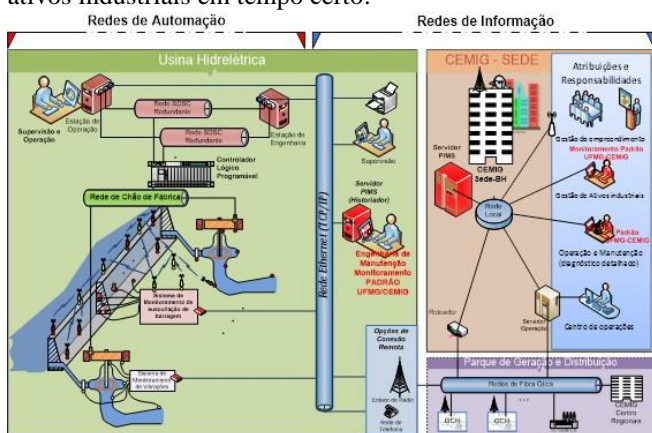 ativos industriais em tempo certo.
Redes de Automação
Redes de Informação
Usina Hidrelétrica
Supervisão e
Operação
Estação de
Operação
Rede SDSC
Redundante
Rede SDSC
Redundante
Estação de
Engenharia
Controlador
Lógico
Programável
Rede de Chão de Fábrica
Sistema de
Monitoramento de
auscultação de
barragem
Sistema de
Monitoramento
de Vibrações
Rede Ethernet (TCP/IP)
Supervisão
Servidor
PIMS
(Historiador)
Engenharia de
Manutenção
Monitoramento
PADRÃO
UFMG/CEMIG
Opções de
Conexão
Remota
Enlace de Rádio
Rede de
Telefonia
CEMIG - SEDE
CEMIG
Sede-BH
Servidor
PIMS
Rede
Local
Roteador
Servidor
Operação
Atribuições e
Responsabilidades
Gestão do empreendimento
Monitoramento Padrão
UFMG-CEMIG
Gestão de Ativos industriais
Padrão
UFMG-CEMIG
Operação e Manutenção
(diagnóstico detalhado)
Centro de operações
Parque de Geração e Distribuição
Redes de Fibra Ótica
...
CEMIG
Centro
Regionais